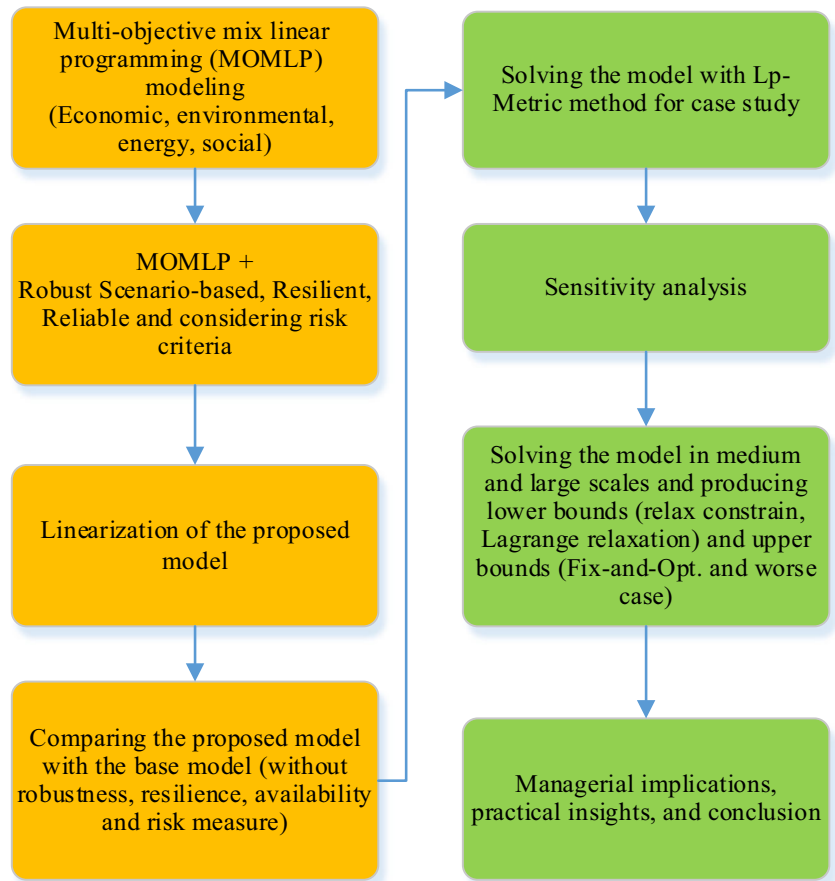 Multi-objective mix linear
programming (MOMLP)
modeling
(Economic, environmental,
energy, social)
MOMLP +
Robust Scenario-based, Resilient,
Reliable and considering risk
criteria
Linearization of the proposed
model
Comparing the proposed model
with the base model (without
robustness, resilience, availability
and risk measure)
Solving the model with Lp-
Metric method for case study
Sensitivity analysis
Solving the model in medium
and large scales and producing
lower bounds (relax constrain,
Lagrange relaxation) and upper
bounds (Fix-and-Opt. and worse
case)
Managerial implications,
practical insights, and conclusion